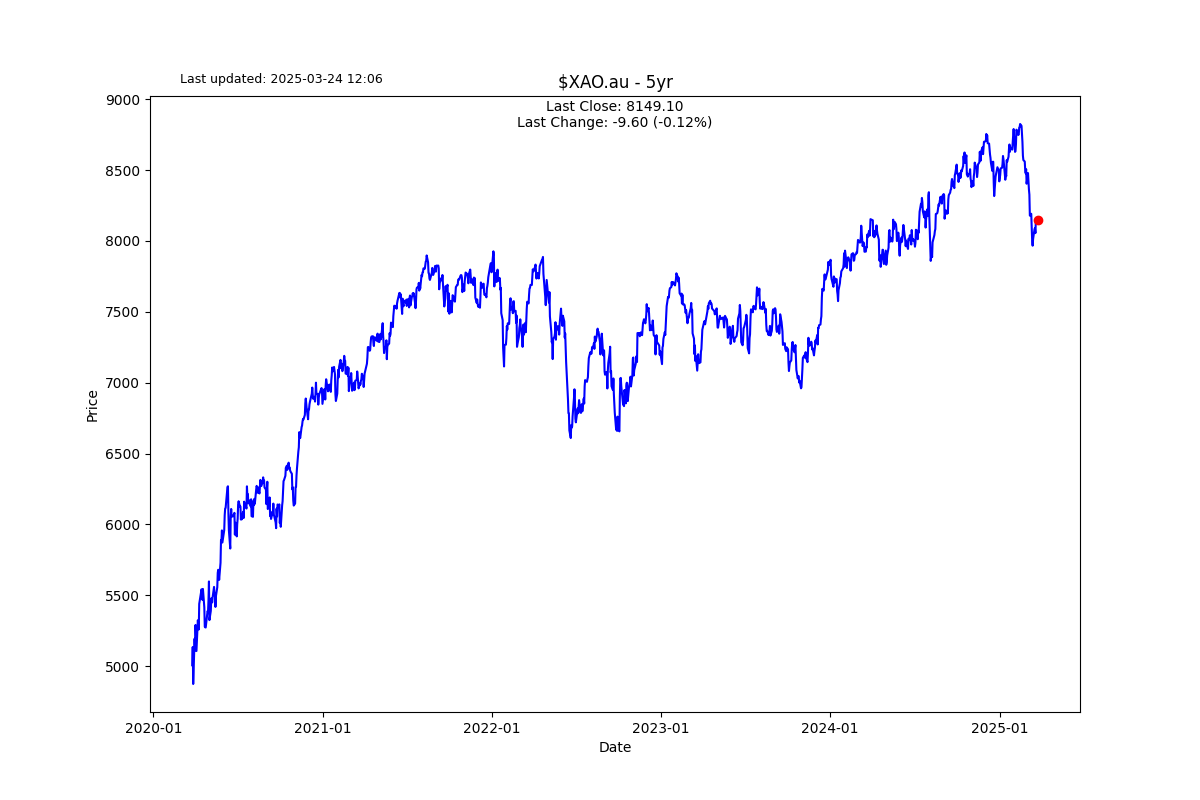 Last updated: 2025-03-24 12:06
$XAO.au - 5yr
Last Close: 8149.10
Last Change: -9.60 (-0.12%)
9000
8500
8000
7500
7000
6500
6000
5500
5000
Price
2020-01
2021-01
2022-01
2023-01
2024-01
2025-01
Date